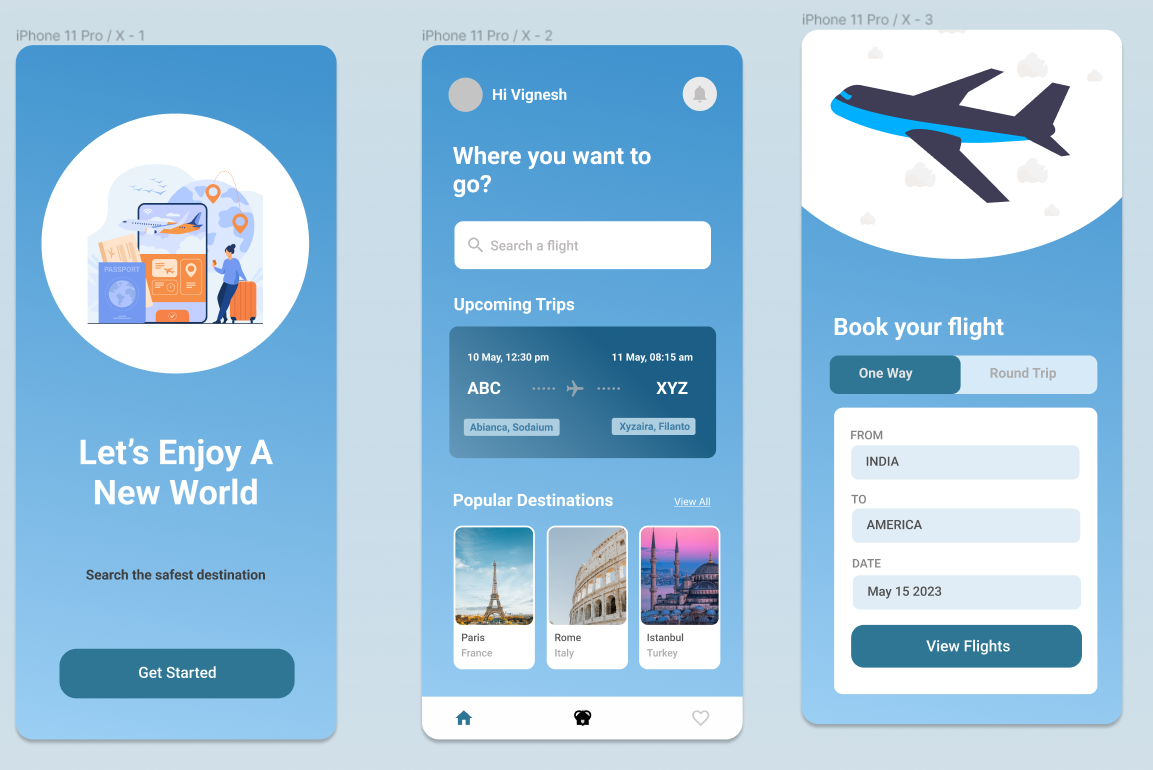 iPhone 11 Pro / X - 1
PASSPORT
Let's Enjoy A
New World
Search the safest destination
Get Started
iPhone 11 Pro / X - 2
Hi Vignesh
Where you want to
go?
Search a flight
Upcoming Trips
10 May, 12:30 pm
11 May, 08:15 am
ABC
XYZ
Abianca, Sodaium
Xyzaira, Filanto
Popular Destinations
View All
Paris
France
Rome
Italy
Istanbul
Turkey
iPhone 11 Pro / X - 3
Book your flight
One Way
Round Trip
FROM
INDIA
TO
AMERICA
DATE
May 15 2023
View Flights